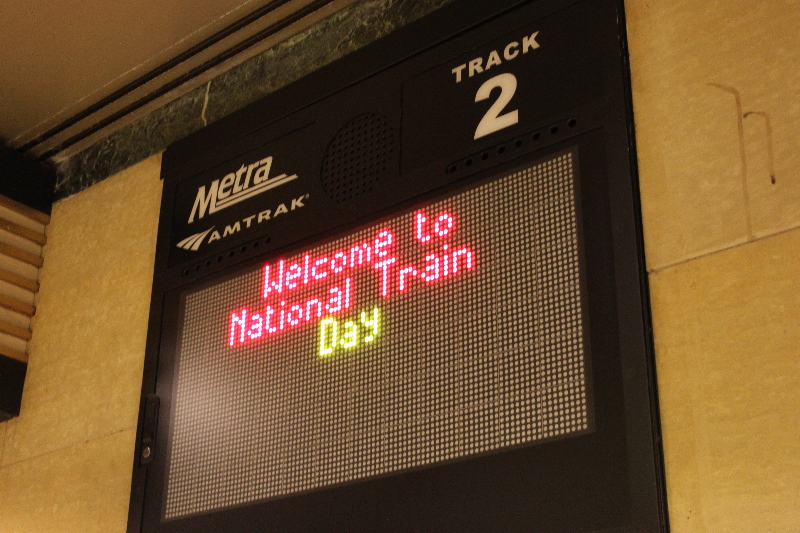 TRACK
2
Metra
AMTRAK
Welcome to
National Train
Day